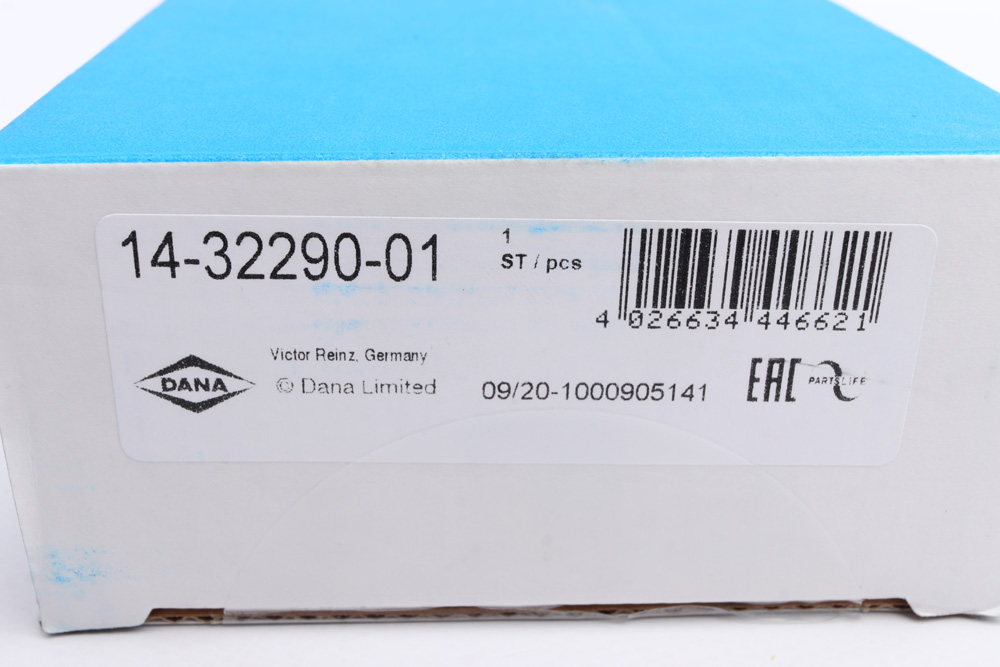 14-32290-01
1
ST / pcs
4 026634 446621
Victor Reinz, Germany
DANA
© Dana Limited
09/20-1000905141
EAC
PARTSLIFE